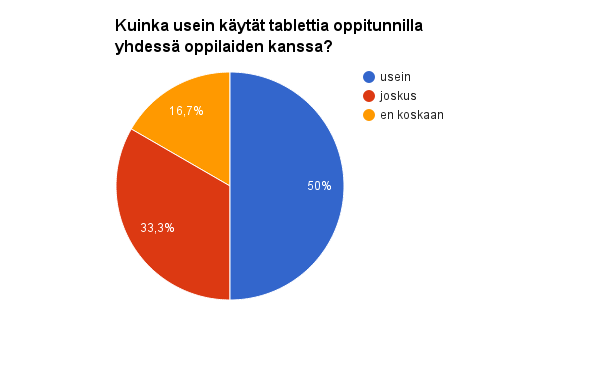 Kuinka usein käytät tablettia oppitunnilla
yhdessä oppilaiden kanssa?
usein
joskus
en koskaan
16,7%
50%
33,3%